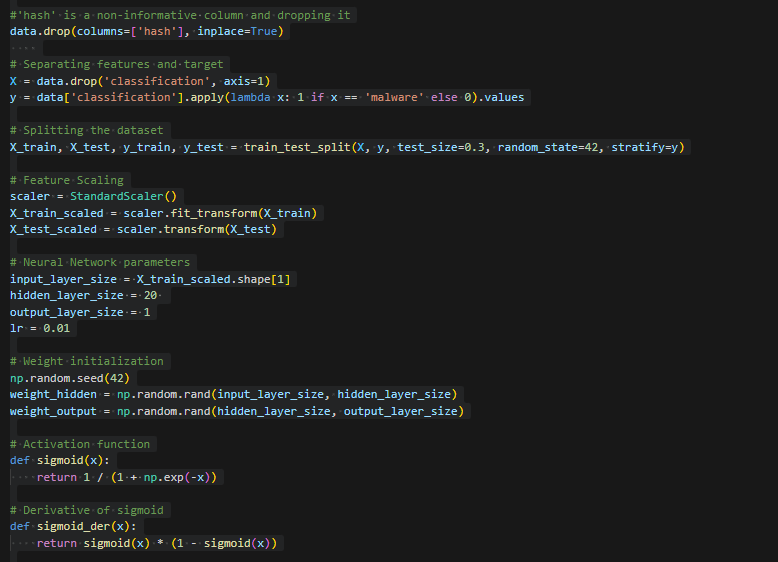 #'hash' is a non-informative column and dropping it
data.drop(columns=['hash'], inplace=True)
# Separating features and target
X = data.drop('classification', axis=1)
y = data['classification'].apply(lambda x: 1 if x == 'malware' else 0).values
# Splitting the dataset
X_train, X_test, y_train, y_test = train_test_split(X, y, test_size=0.3, random_state=42, stratify=y)
# Feature Scaling
scaler = StandardScaler()
X_train_scaled = scaler.fit_transform(X_train)
X_test_scaled = scaler.transform(X_test)
# Neural Network parameters
input_layer_size = X_train_scaled.shape[1]
hidden_layer_size = 20
output_layer_size = 1
lr = 0.01
# Weight initialization
np.random.seed(42)
weight_hidden = np.random.rand(input_layer_size, hidden_layer_size)
weight_output = np.random.rand(hidden_layer_size, output_layer_size)
# Activation function
def sigmoid(x):
    return 1 / (1 + np.exp(-x))
# Derivative of sigmoid
def sigmoid_der(x):
    return sigmoid(x) * (1 - sigmoid(x))